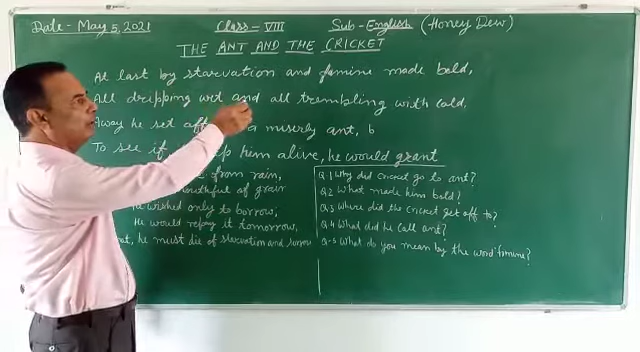 Date - May 5, 2021 Class - VIII Sub - English (Honey Dew)
THE ANT AND THE CRICKET
At last by starvation and famine made bold,
All dripping wet and all trembling with cold,
Away he set off a miserly ant,
To see if him alive, he would grant
from rain,
mouthful of grain
he wished only to borrow,
He would repay it tomorrow,
he must die of starvation and sorrow
Q.1 Why did cricket go to ant?
Q.2 What made him bold?
Q.3 Where did the cricket get off to?
Q.4 What did he call ant?
Q.5 What do you mean by the word 'famine?